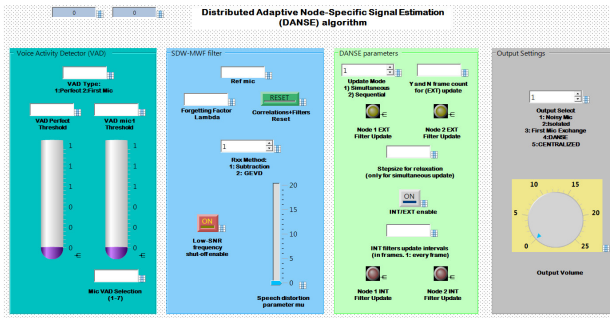 0 0 Distributed Adaptive Node-Specific Signal Estimation
(DANSE) algorithm
Voice Activity Detector (VAD)
VAD Type:
1:Perfect 2:First Mic
VAD Perfect
Threshold
VAD mic1
Threshold
1
1
1
0
0
0
1
1
1
0
0
0
Mic VAD Selection
(1-7)
SDW-MWF filter
Ref mic
Forgetting Factor
Lambda
RESET
Correlations+Filters
Reset
1
Rxx Method:
1: Subtraction
2: GEVD
ON
Low-SNR
frequency
shut-off enable
20
15
10
5
0
Speech distortion
parameter mu
DANSE parameters
1
Update Mode
1) Simultaneous
2) Sequential
Y and N frame count
for (EXT) update
Node 1 EXT
Filter Update
Node 2 EXT
Filter Update
Stepsize for relaxation
(only for simultaneous update)
ON
INT/EXT enable
INT filters update intervals
(in frames. 1: every frame)
Node 1 INT
Filter Update
Node 2 INT
Filter Update
Output Settings
1
Output Select
1: Noisy Mic
2:Isolated
3: First Mic Exchange
4:DANSE
5:CENTRALIZED
10 15
5 20
0 25
Output Volume